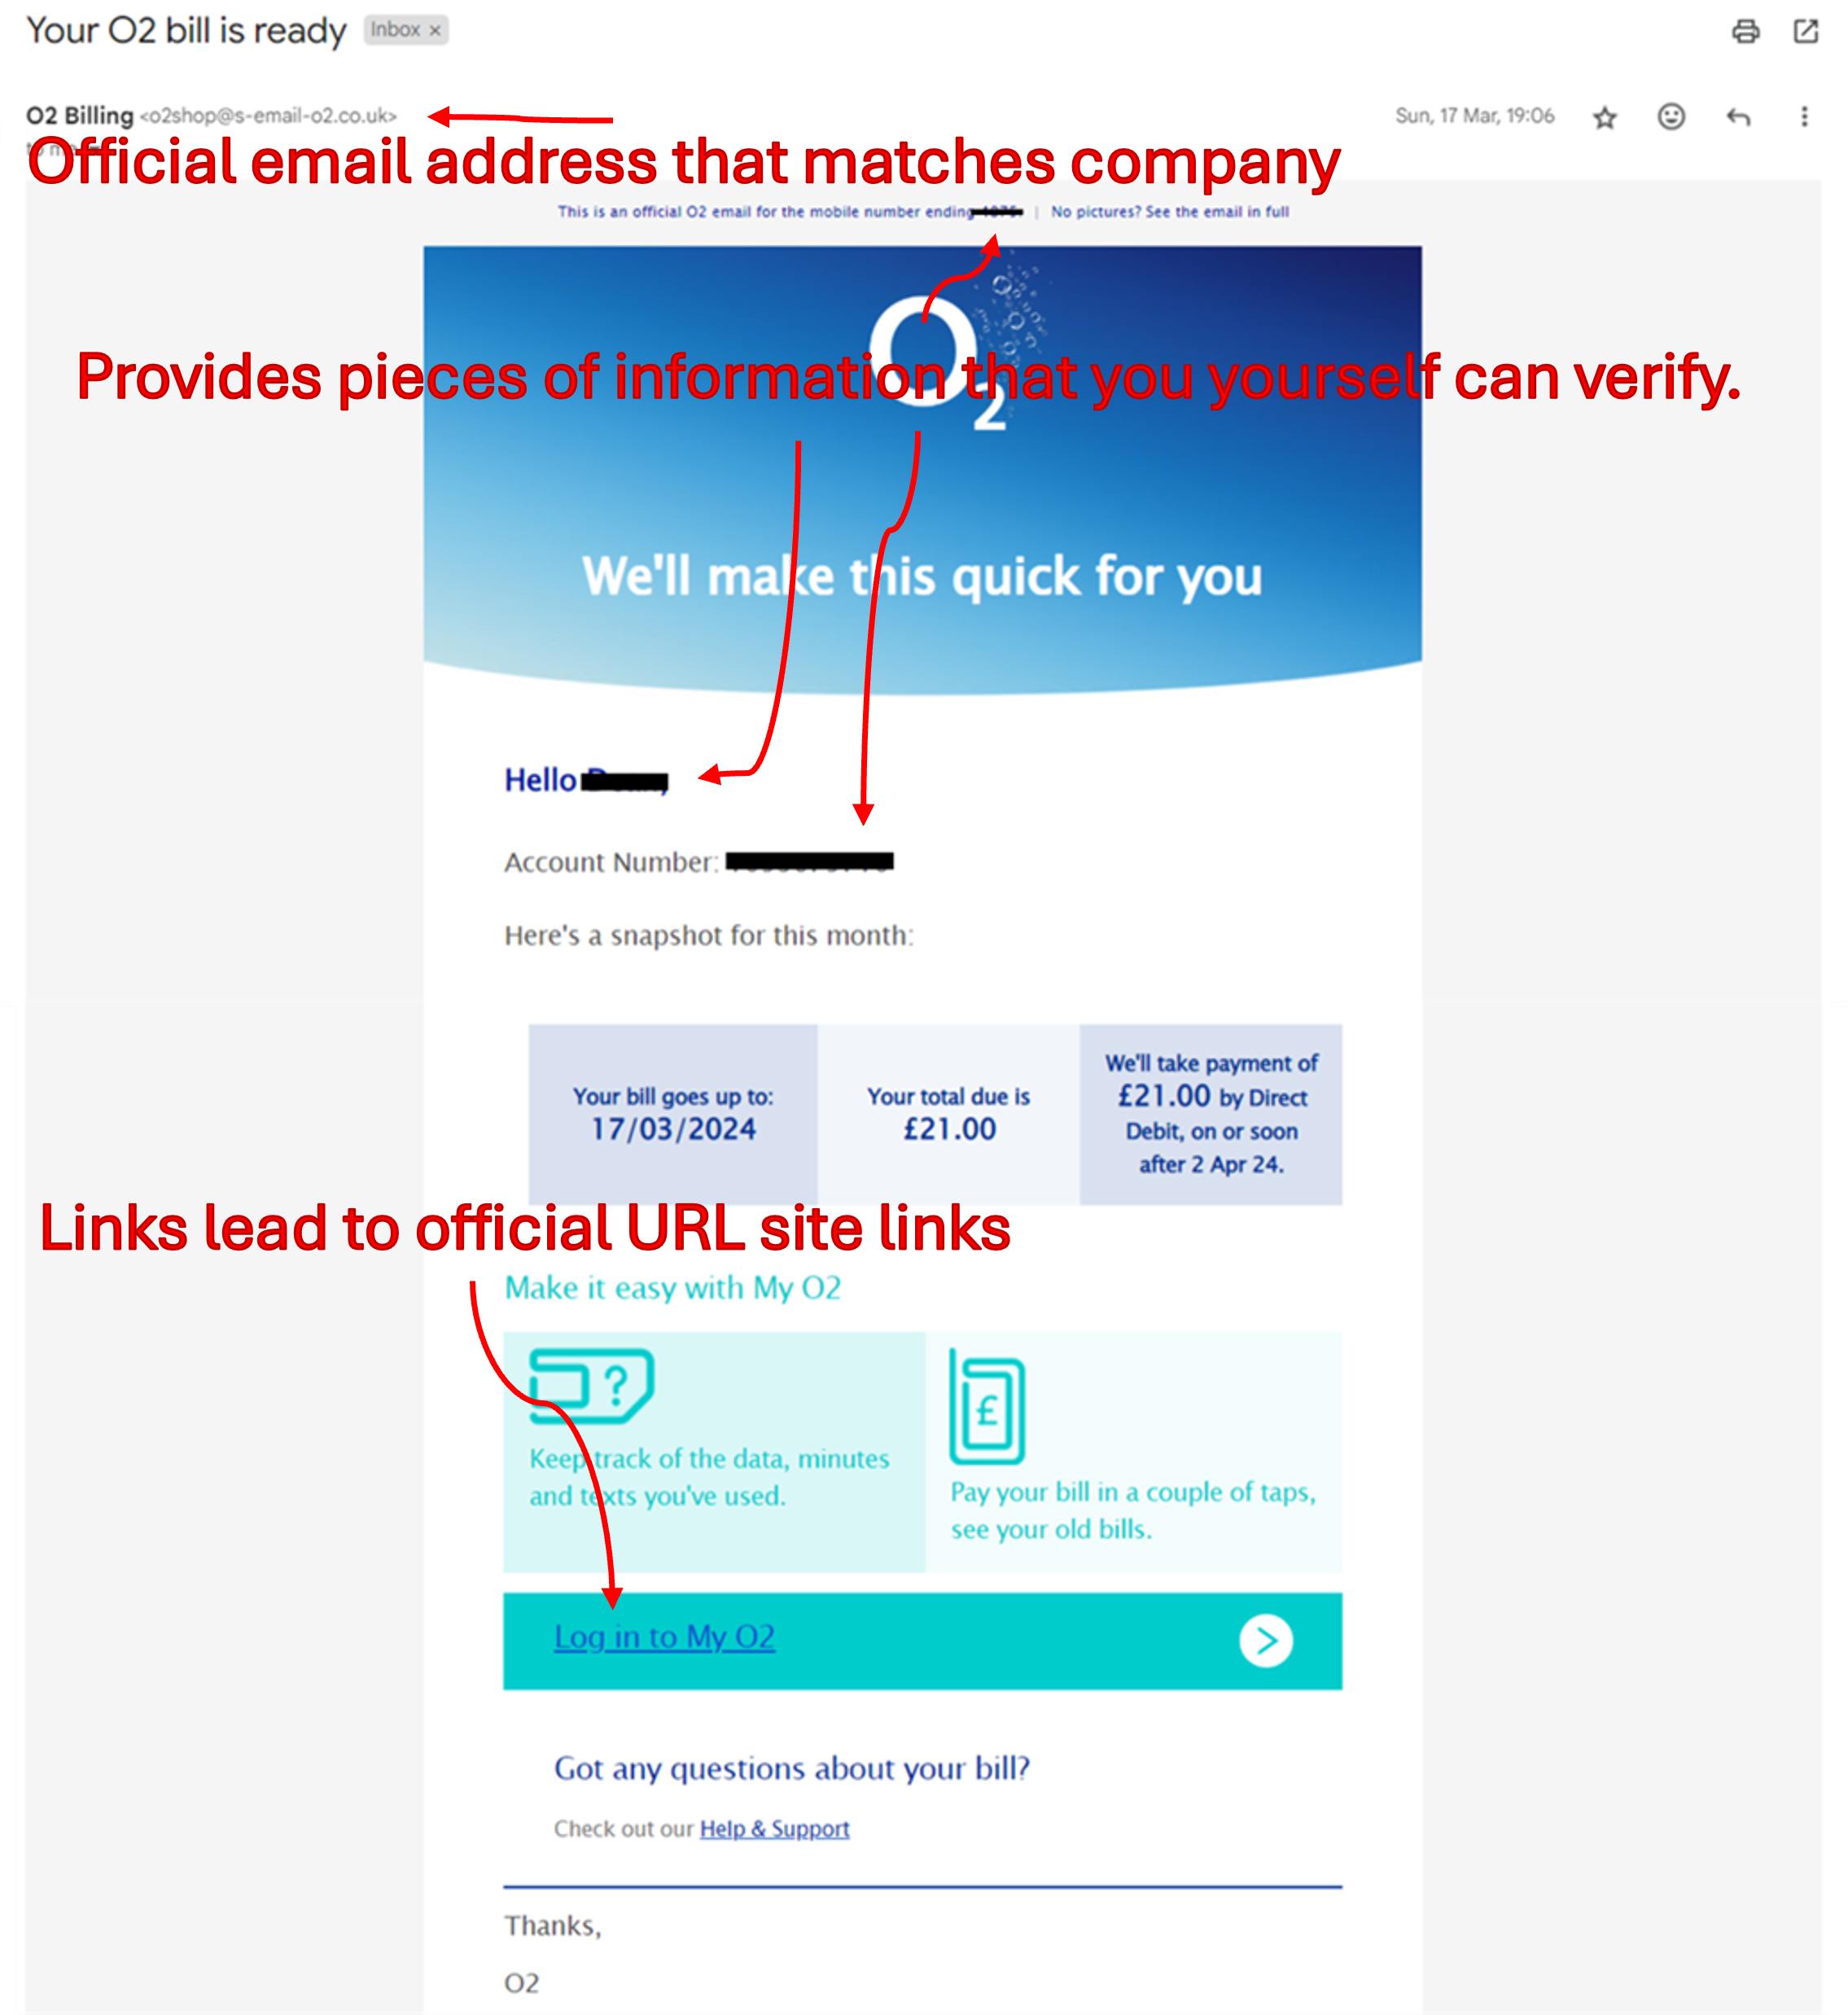 Your O2 bill is ready Inbox ×
O2 Billing <o2shop@s-email-o2.co.uk> Sun, 17 Mar, 19:06
to
Official email address that matches company
This is an official O2 email for the mobile number ending | No pictures? See the email in full
O2
Provides pieces of information that you yourself can verify.
We'll make this quick for you
Hello
Account Number:
Here's a snapshot for this month:
Your bill goes up to:
17/03/2024
Your total due is
£21.00
We'll take payment of
£21.00 by Direct
Debit, on or soon
after 2 Apr 24.
Links lead to official URL site links
Make it easy with My O2
?
Keep track of the data, minutes
and texts you've used.
£
Pay your bill in a couple of taps,
see your old bills.
Log in to My O2
Got any questions about your bill?
Check out our Help & Support
Thanks,
O2